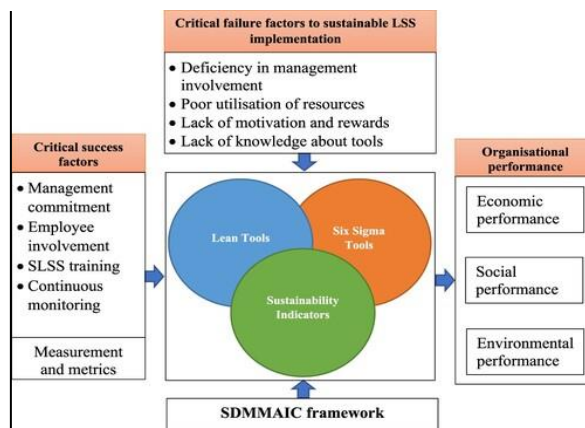 Critical failure factors to sustainable LSS
implementation
• Deficiency in management
involvement
• Poor utilisation of resources
• Lack of motivation and rewards
• Lack of knowledge about tools
Critical success
factors
• Management
commitment
• Employee
involvement
• SLSS training
• Continuous
monitoring
Measurement
and metrics
Lean Tools
Six Sigma
Tools
Sustainability
Indicators
Organisational
performance
Economic
performance
Social
performance
Environmental
performance
SDMMAIC framework